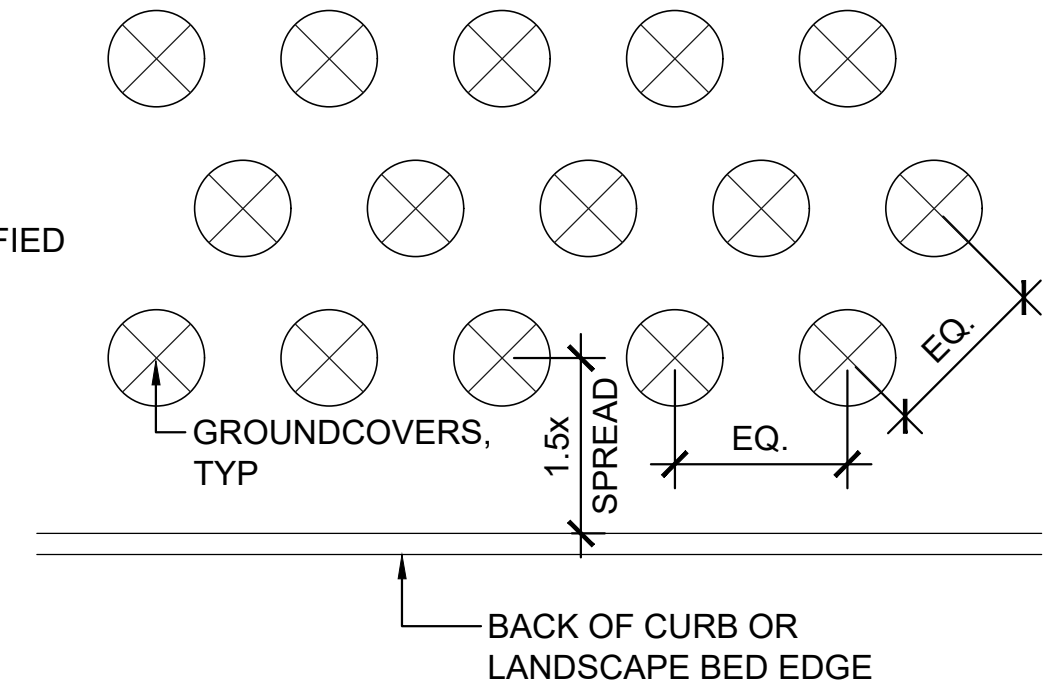 FIED
EQ.
GROUNDCOVERS,
TYP
1.5x
SPREAD
EQ.
BACK OF CURB OR
LANDSCAPE BED EDGE